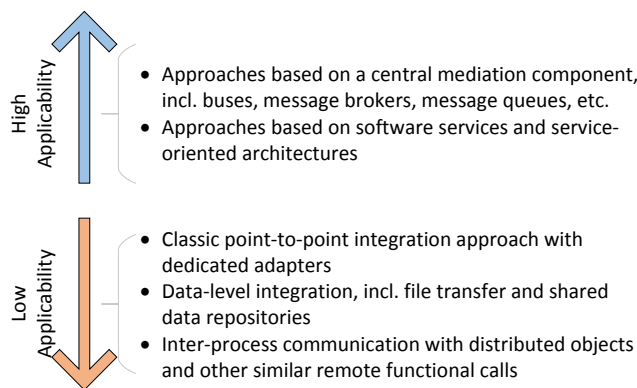 High
Applicability
• Approaches based on a central mediation component,
incl. buses, message brokers, message queues, etc.
• Approaches based on software services and service-
oriented architectures
Low
Applicability
• Classic point-to-point integration approach with
dedicated adapters
• Data-level integration, incl. file transfer and shared
data repositories
• Inter-process communication with distributed objects
and other similar remote functional calls